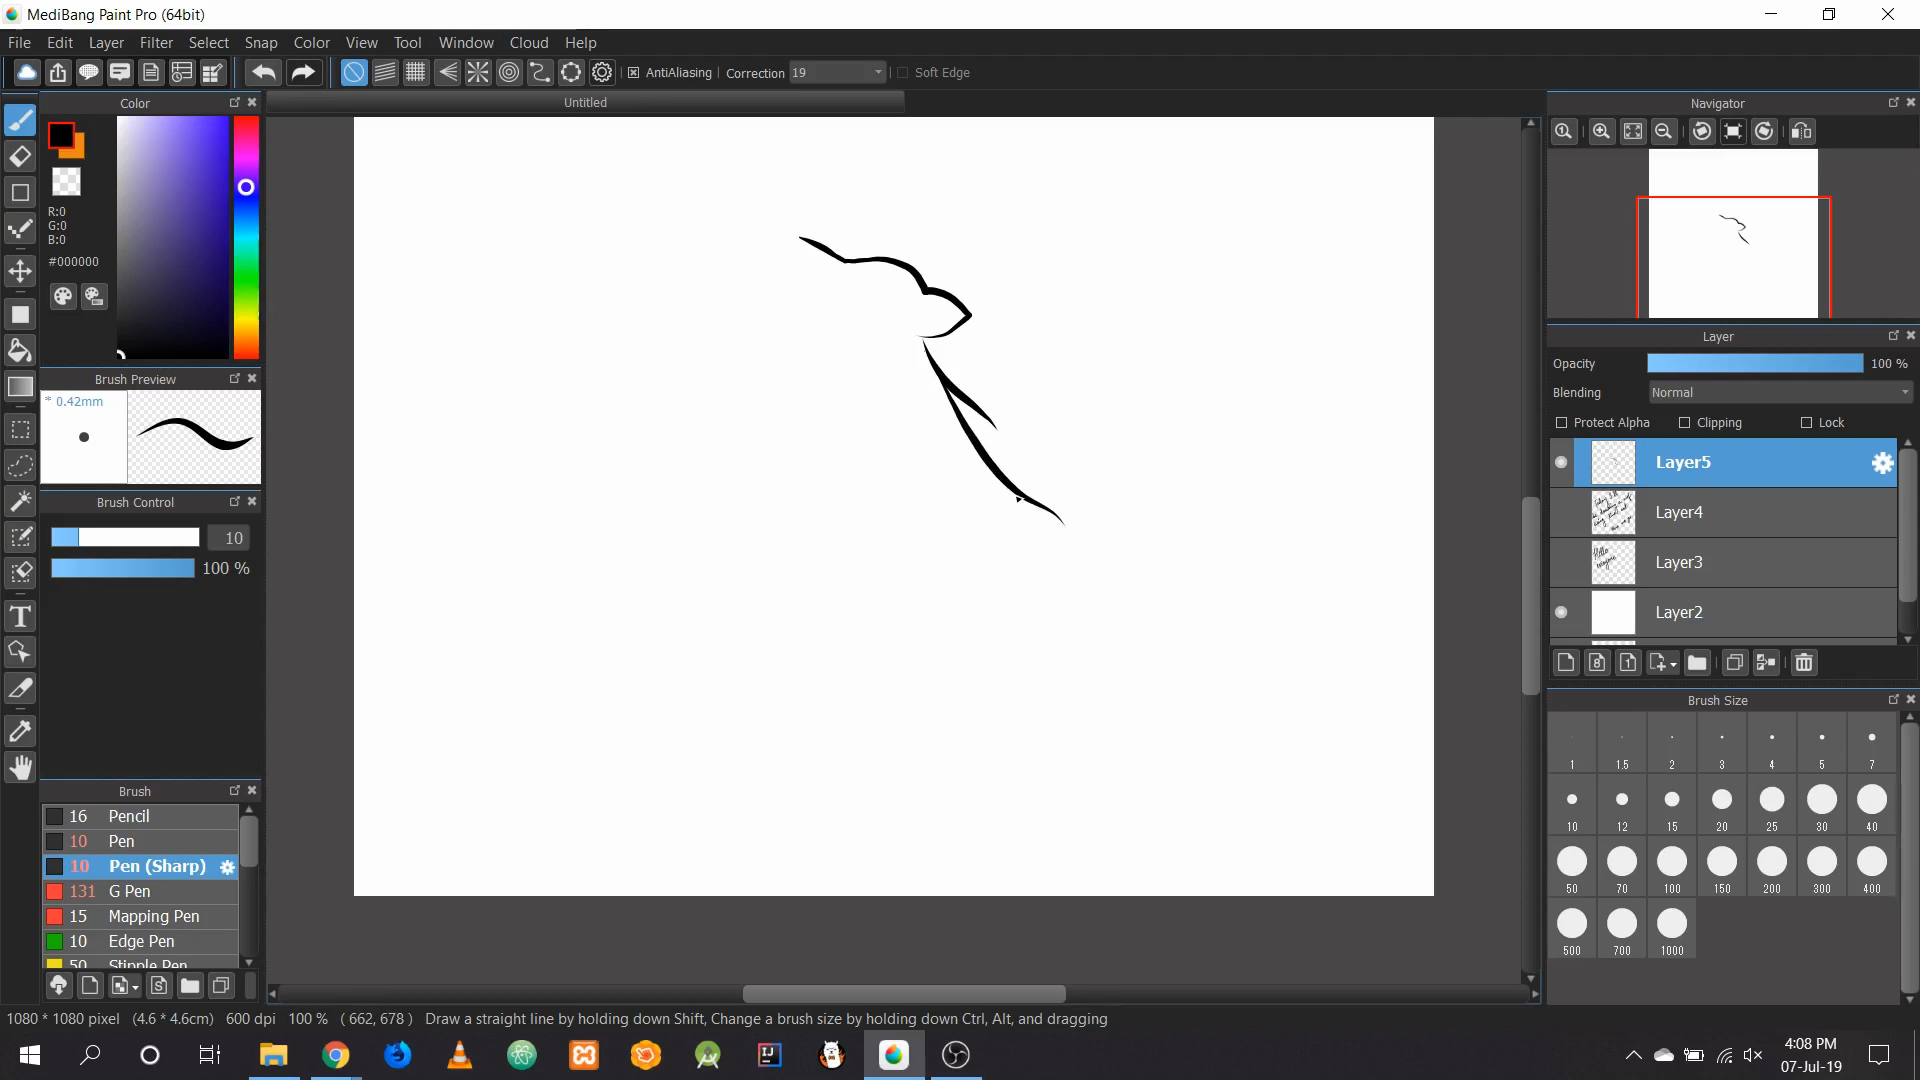 MediBang Paint Pro (64bit)
File Edit Layer Filter Select Snap Color View Tool Window Cloud Help
AntiAliasing Correction 19 Soft Edge
Color
Untitled
Navigator
R:0
G:0
B:0
#000000
Brush Preview
* 0.42mm
Brush Control
10
100 %
Brush
16 Pencil
10 Pen
10 Pen (Sharp)
131 G Pen
15 Mapping Pen
10 Edge Pen
50 Stipple Pen
Layer
Opacity 100 %
Blending Normal
Protect Alpha Clipping Lock
Layer5
Layer4
Layer3
Layer2
Brush Size
1 1.5 2 3 4 5 7
10 12 15 20 25 30 40
50 70 100 150 200 300 400
500 700 1000
1080 * 1080 pixel (4.6 * 4.6cm) 600 dpi 100 % ( 662, 678 ) Draw a straight line by holding down Shift, Change a brush size by holding down Ctrl, Alt, and dragging
4:08 PM
07-Jul-19